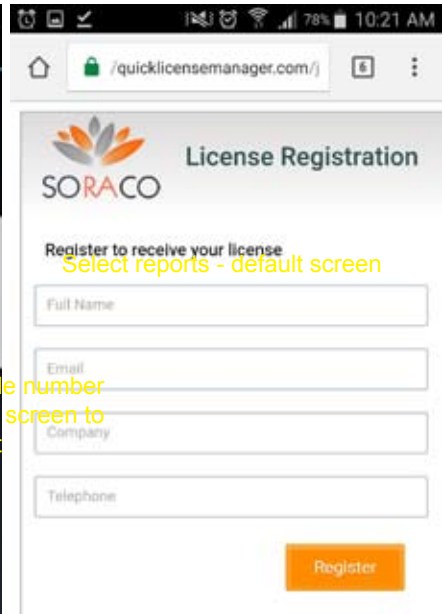 78% 10:21 AM
/quicklicensemanager.com/j 6
SORACO
License Registration
Register to receive your license
Select reports - default screen
Full Name
Email
number
screen to
Company
Telephone
Register